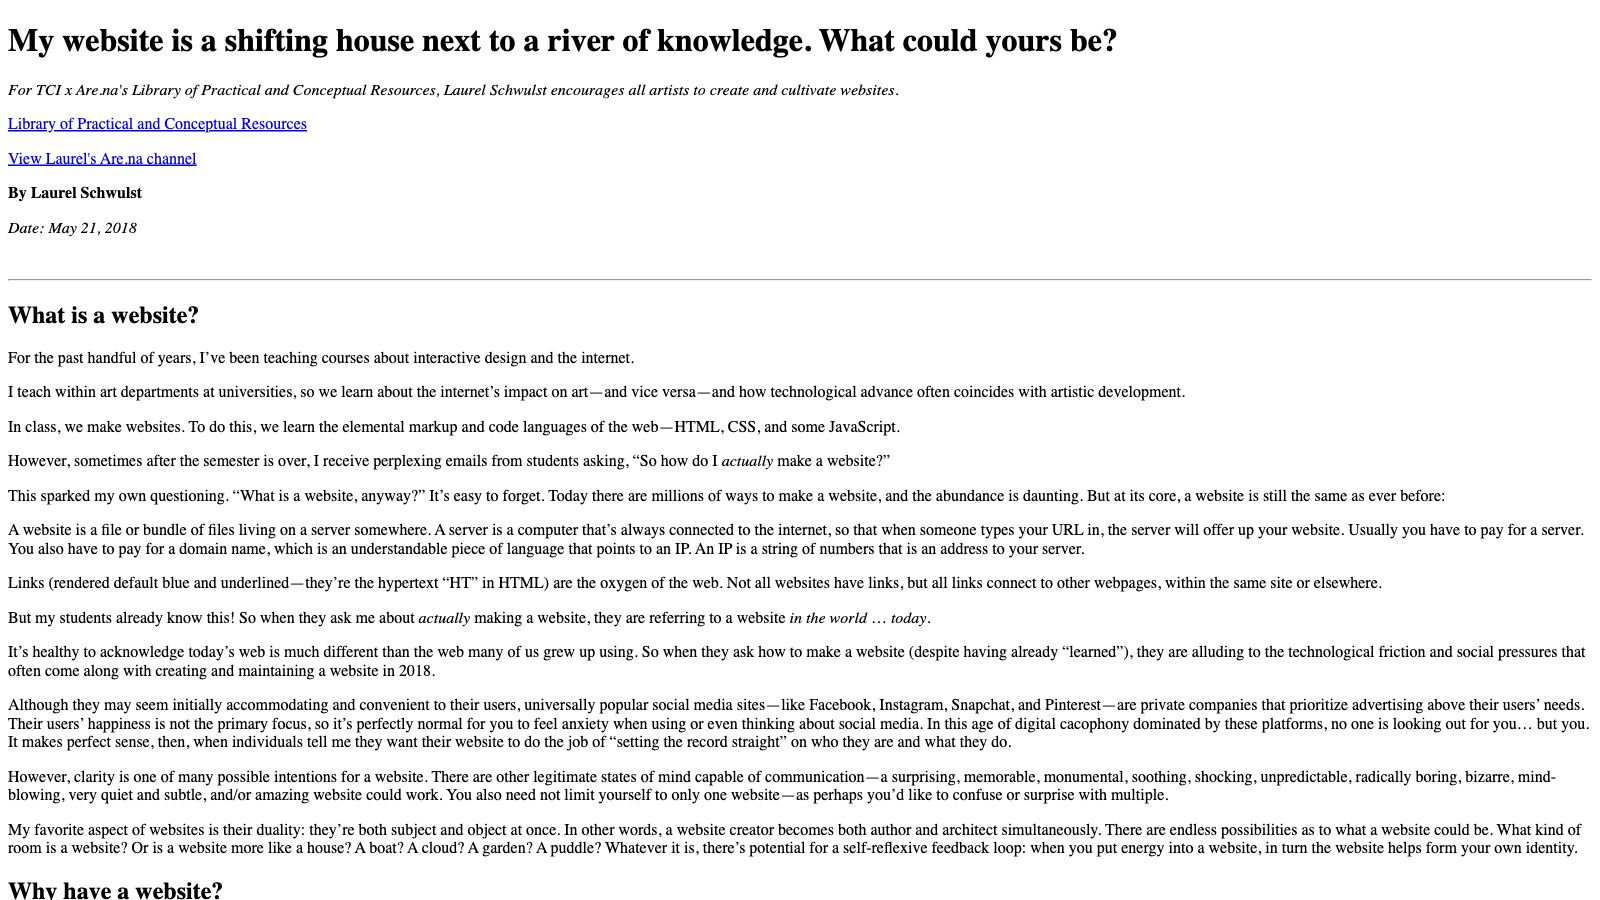 My website is a shifting house next to a river of knowledge. What could yours be?
For TCI x Are.na's Library of Practical and Conceptual Resources, Laurel Schwulst encourages all artists to create and cultivate websites.
Library of Practical and Conceptual Resources
View Laurel's Are.na channel
By Laurel Schwulst
Date: May 21, 2018
What is a website?
For the past handful of years, I’ve been teaching courses about interactive design and the internet.
I teach within art departments at universities, so we learn about the internet’s impact on art—and vice versa—and how technological advance often coincides with artistic development.
In class, we make websites. To do this, we learn the elemental markup and code languages of the web—HTML, CSS, and some JavaScript.
However, sometimes after the semester is over, I receive perplexing emails from students asking, “So how do I actually make a website?”
This sparked my own questioning. “What is a website, anyway?” It’s easy to forget. Today there are millions of ways to make a website, and the abundance is daunting. But at its core, a website is still the same as ever before:
A website is a file or bundle of files living on a server somewhere. A server is a computer that’s always connected to the internet, so that when someone types your URL in, the server will offer up your website. Usually you have to pay for a server.
You also have to pay for a domain name, which is an understandable piece of language that points to an IP. An IP is a string of numbers that is an address to your server.
Links (rendered default blue and underlined—they’re the hypertext “HT” in HTML) are the oxygen of the web. Not all websites have links, but all links connect to other webpages, within the same site or elsewhere.
But my students already know this! So when they ask me about actually making a website, they are referring to a website in the world … today.
It’s healthy to acknowledge today’s web is much different than the web many of us grew up using. So when they ask how to make a website (despite having already “learned”), they are alluding to the technological friction and social pressures that
often come along with creating and maintaining a website in 2018.
Although they may seem initially accommodating and convenient to their users, universally popular social media sites—like Facebook, Instagram, Snapchat, and Pinterest—are private companies that prioritize advertising above their users’ needs.
Their users’ happiness is not the primary focus, so it’s perfectly normal for you to feel anxiety when using or even thinking about social media. In this age of digital cacophony dominated by these platforms, no one is looking out for you… but you.
It makes perfect sense, then, when individuals tell me they want their website to do the job of “setting the record straight” on who they are and what they do.
However, clarity is one of many possible intentions for a website. There are other legitimate states of mind capable of communication—a surprising, memorable, monumental, soothing, shocking, unpredictable, radically boring, bizarre, mind-
blowing, very quiet and subtle, and/or amazing website could work. You also need not limit yourself to only one website—as perhaps you’d like to confuse or surprise with multiple.
My favorite aspect of websites is their duality: they’re both subject and object at once. In other words, a website creator becomes both author and architect simultaneously. There are endless possibilities as to what a website could be. What kind of
room is a website? Or is a website more like a house? A boat? A cloud? A garden? A puddle? Whatever it is, there’s potential for a self-reflexive feedback loop: when you put energy into a website, in turn the website helps form your own identity.
Why have a website?